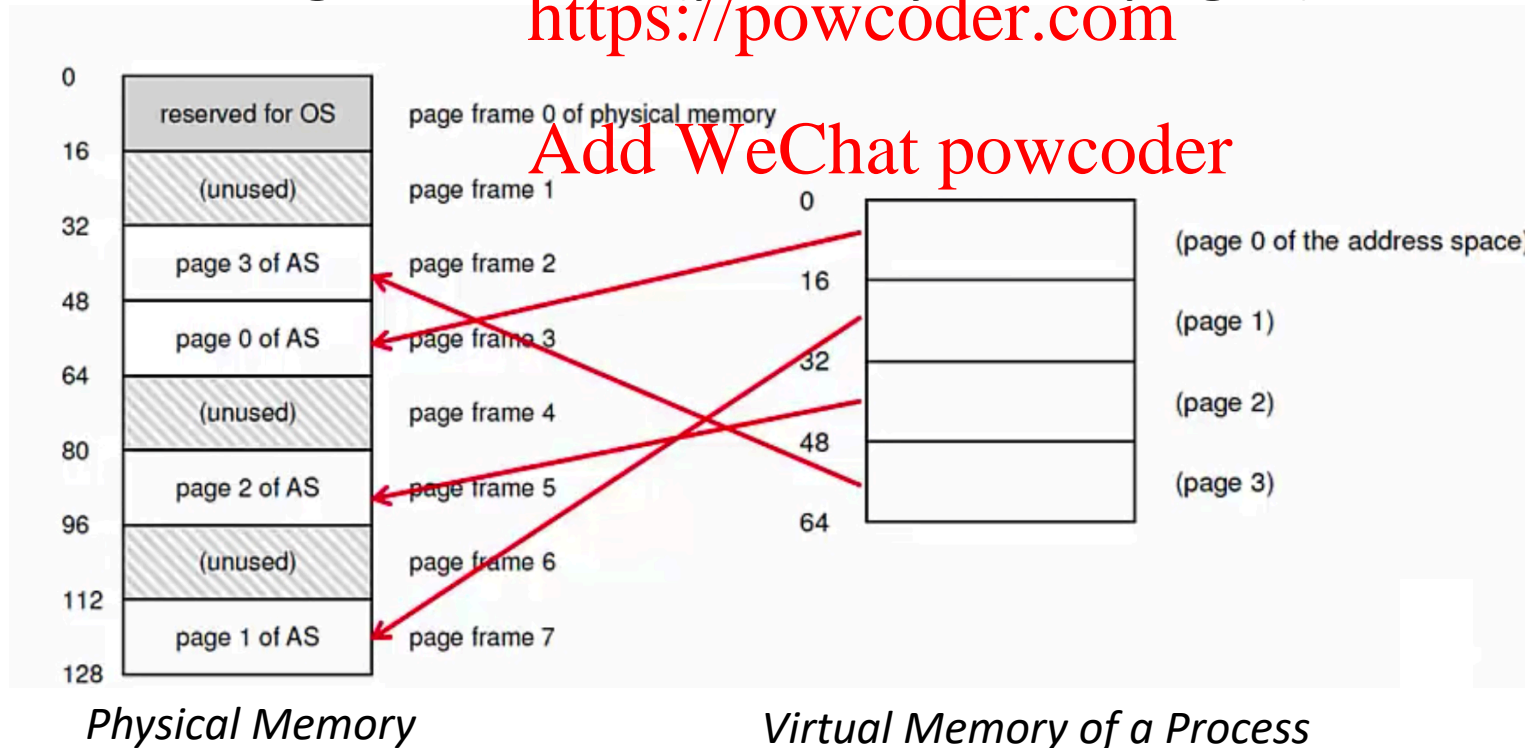 https://powcoder.com
Add WeChat powcoder
0
reserved for OS
page frame 0 of physical memory
16
(unused)
page frame 1
32
page 3 of AS
page frame 2
48
page 0 of AS
page frame 3
64
(unused)
page frame 4
80
page 2 of AS
page frame 5
96
(unused)
page frame 6
112
page 1 of AS
page frame 7
128
Physical Memory
0
(page 0 of the address space)
16
(page 1)
32
(page 2)
48
(page 3)
64
Virtual Memory of a Process